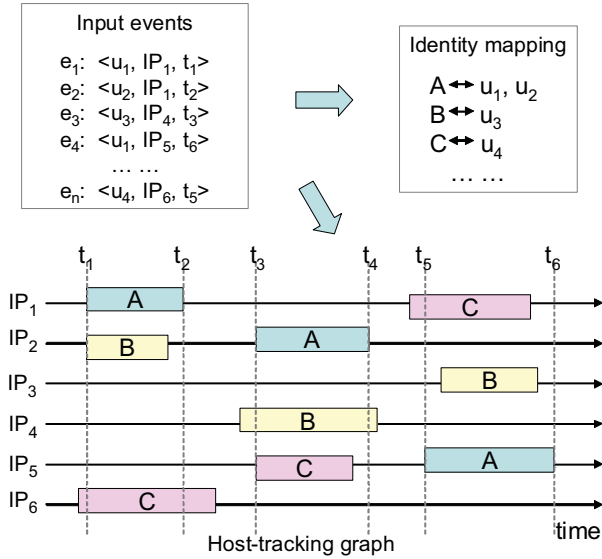 Input events
e1: <u1, IP1, t1>
e2: <u2, IP1, t2>
e3: <u3, IP4, t3>
e4: <u1, IP5, t6>
... ...
en: <u4, IP6, t5>
Identity mapping
A ↔ u1, u2
B ↔ u3
C ↔ u4
... ...
t1 t2 t3 t4 t5 t6
IP1 A C
IP2 B A
IP3 B
IP4 B
IP5 C A
IP6 C
time
Host-tracking graph